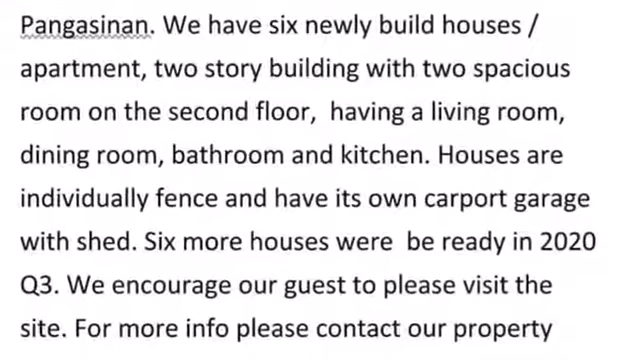 Pangasinan. We have six newly build houses /
apartment, two story building with two spacious
room on the second floor,  having a living room,
dining room, bathroom and kitchen. Houses are
individually fence and have its own carport garage
with shed. Six more houses were  be ready in 2020
Q3. We encourage our guest to please visit the
site. For more info please contact our property